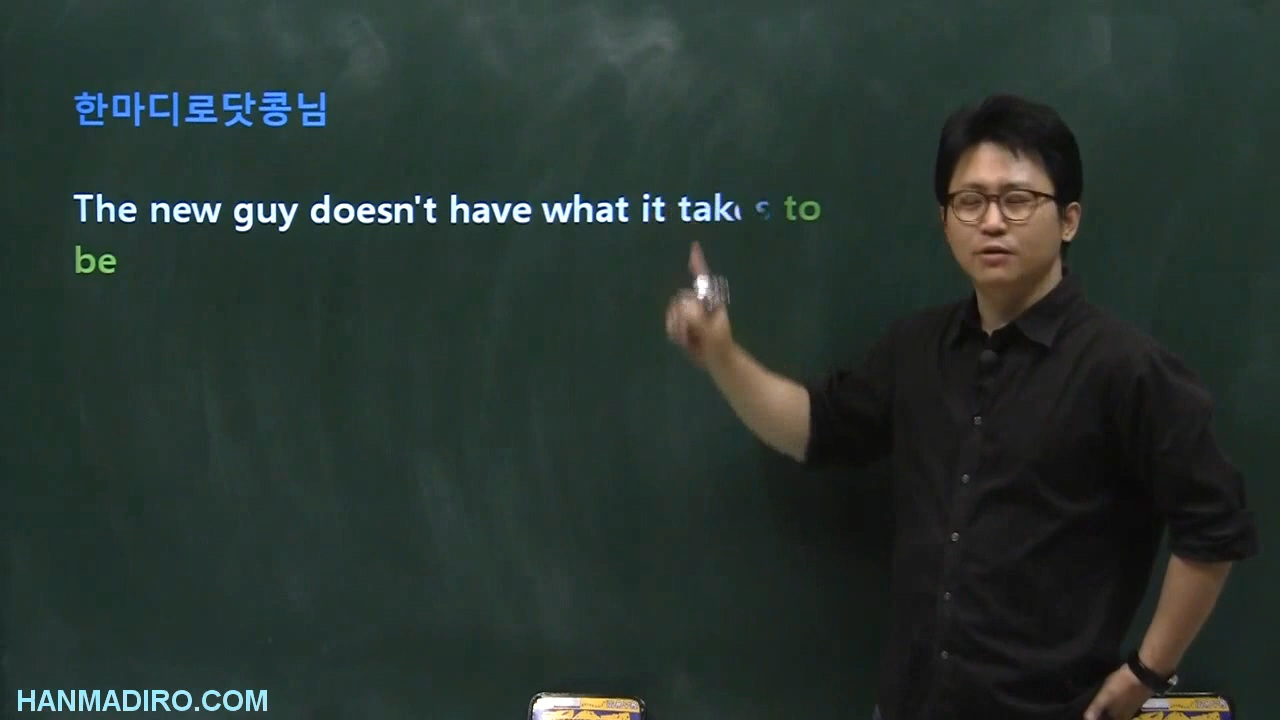 한마디로닷콩님
The new guy doesn't have what it takes to
be
HANMADIRO.COM